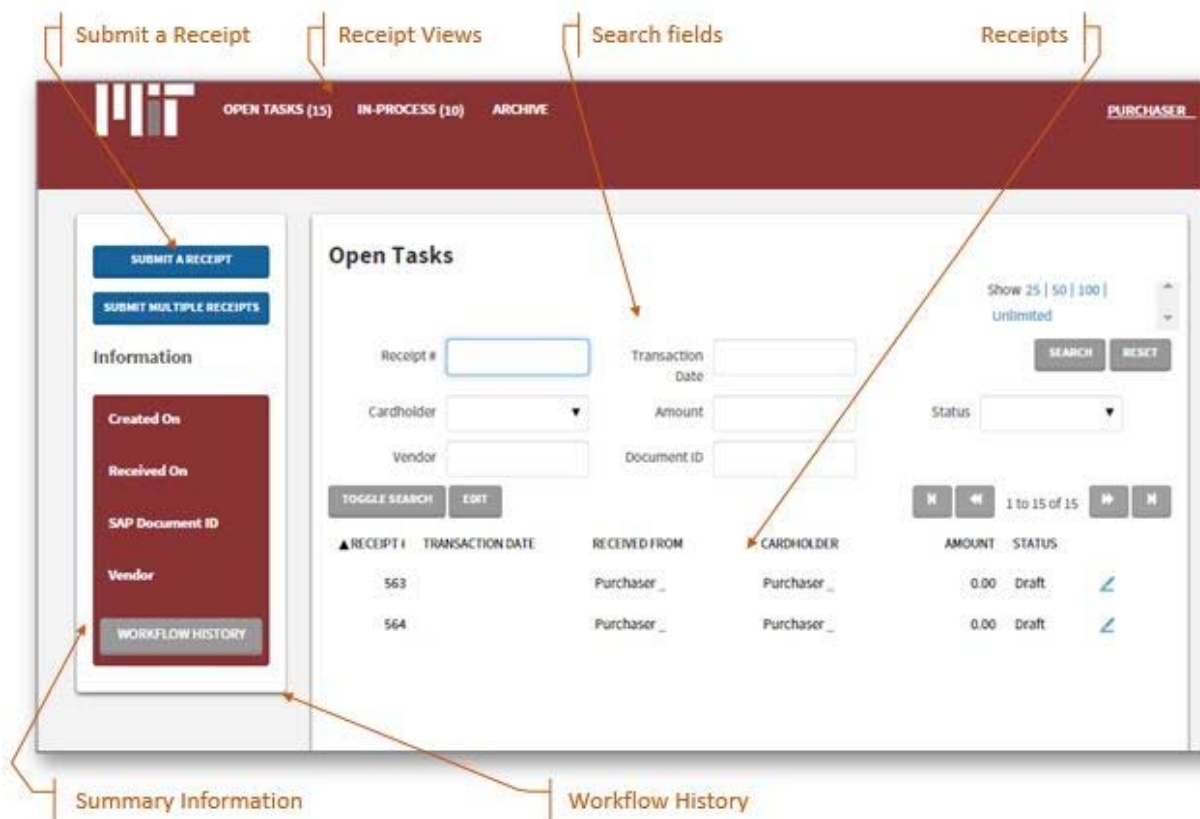 Submit a Receipt
Receipt Views
Search fields
Receipts
MIT
OPEN TASKS (15)
IN-PROCESS (10)
ARCHIVE
PURCHASER_
SUBMIT A RECEIPT
SUBMIT MULTIPLE RECEIPTS
Information
Created On
Received On
SAP Document ID
Vendor
WORKFLOW HISTORY
Open Tasks
Show 25 | 50 | 100 |
Unlimited
Receipt #
Transaction
Date
SEARCH
RESET
Cardholder
Amount
Status
Vendor
Document ID
TOGGLE SEARCH
EDIT
1 to 15 of 15
▲RECEIPT # TRANSACTION DATE RECEIVED FROM CARDHOLDER AMOUNT STATUS
563 Purchaser _ Purchaser _ 0.00 Draft
564 Purchaser _ Purchaser _ 0.00 Draft
Summary Information
Workflow History